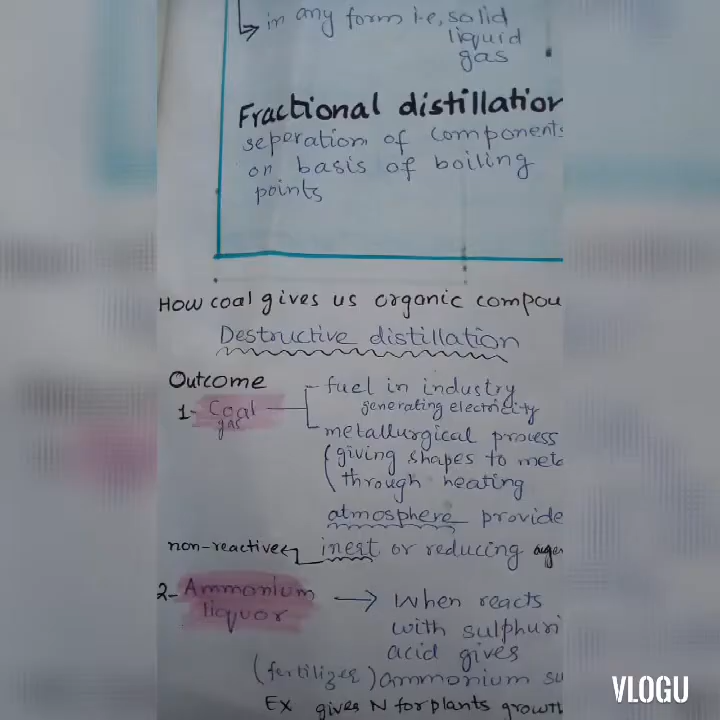 in any form i.e, solid
liquid
gas
Fractional distillation
seperation of components
on basis of boiling
points
How coal gives us organic compou
Destructive distillation
Outcome
1- Coal gas
fuel in industry
generating electricity
metallurgical process
(giving shapes to meta
through heating
atmosphere provide
non-reactive
inert or reducing agen
2- Ammonium
liquor
→ when reacts
with sulphuri
acid gives
(fertilizer) ammonium su
Ex gives N for plants growth
VLOGU